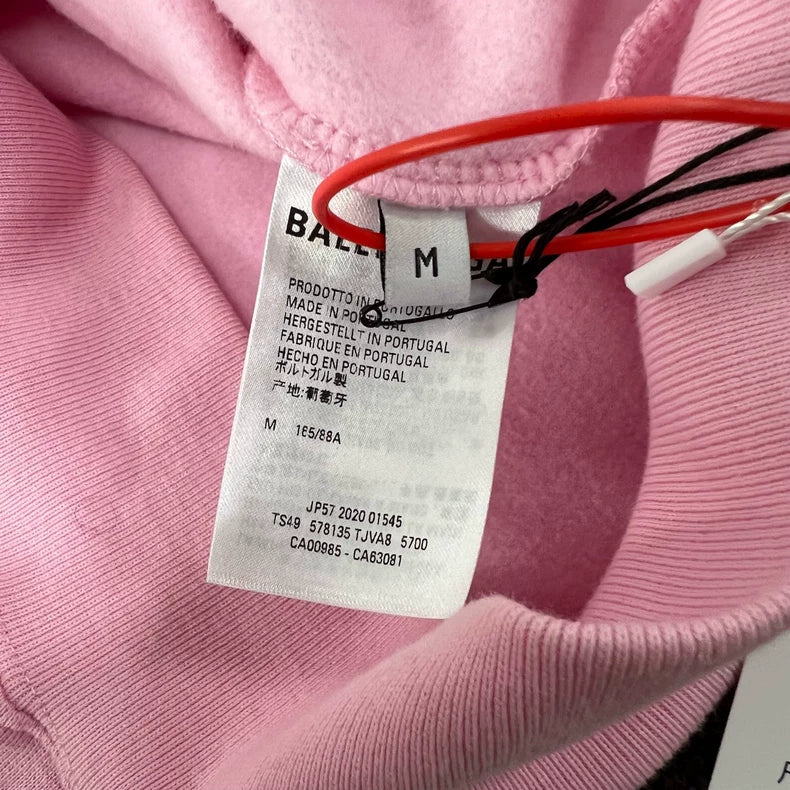 M
PRODOTTO IN PORTOGALLO
MADE IN PORTUGAL
HERGESTELLT IN PORTUGAL
FABRIQUE EN PORTUGAL
HECHO EN PORTUGAL
ポルトガル製
产地:葡萄牙
M 165/88A
JP57 2020 01545
TS49 578135 TJVA8 5700
CA00985 - CA63081